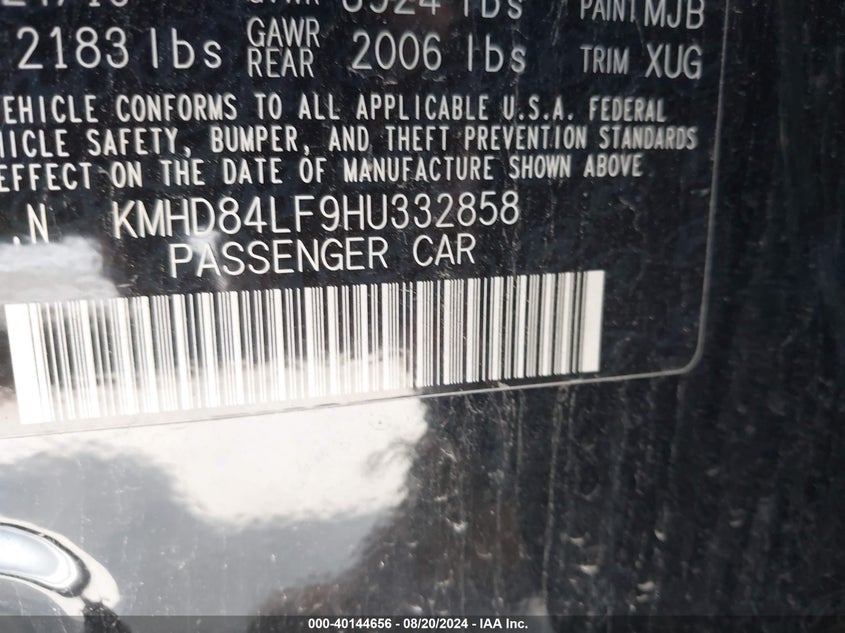 GAWR REAR 2183 lbs 2006 lbs TRIM XUG
PAINT MJB
VEHICLE CONFORMS TO ALL APPLICABLE U.S.A. FEDERAL
SAFETY, BUMPER, AND THEFT PREVENTION STANDARDS
EFFECT ON THE DATE OF MANUFACTURE SHOWN ABOVE
KMHD84LF9HU332858
PASSENGER CAR
000-40144656 - 08/20/2024 - IAA Inc.